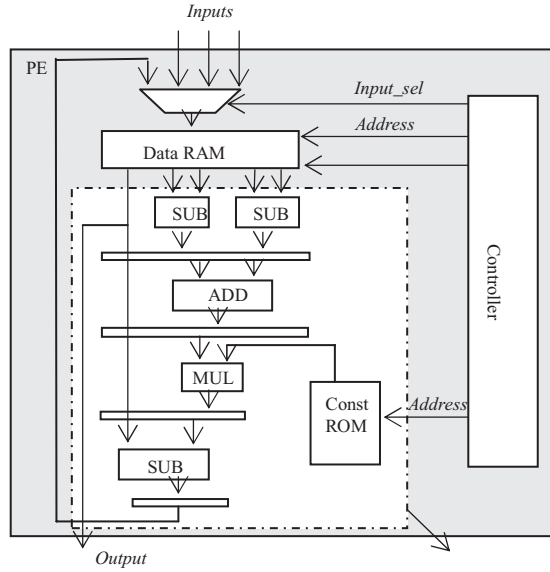 Inputs
PE
Input_sel
Address
Data RAM
SUB
SUB
Controller
ADD
MUL
Const
ROM
Address
SUB
Output